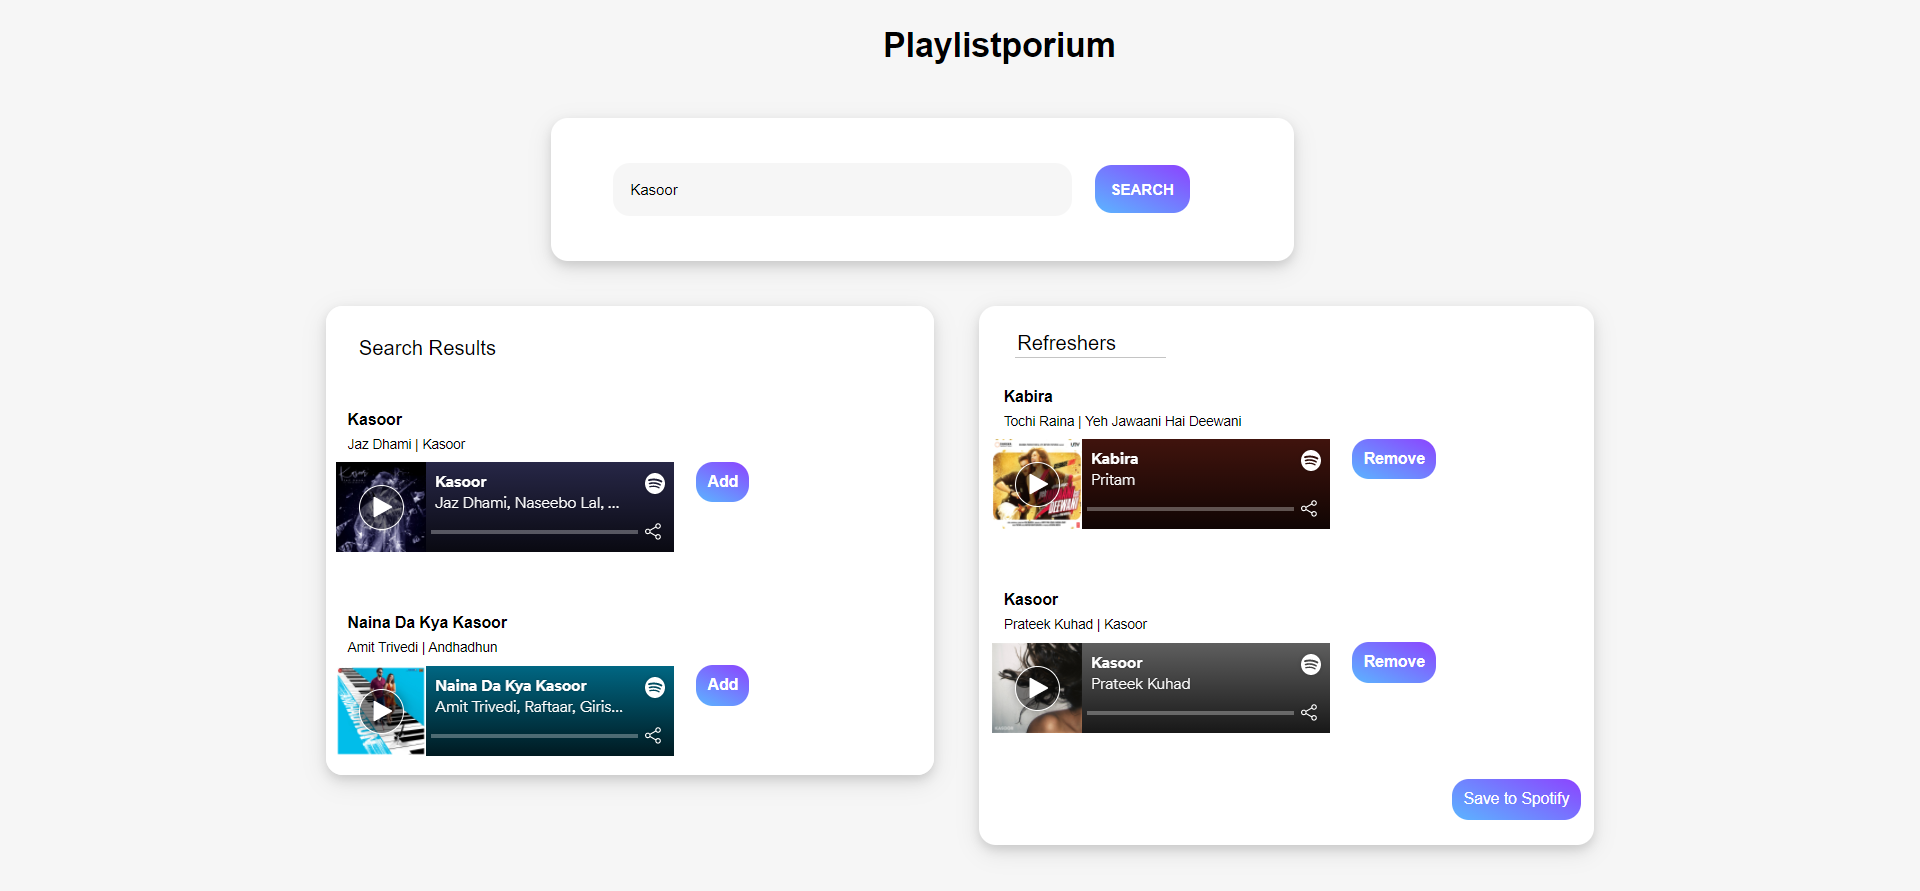 Playlistporium
Kasoor
SEARCH
Search Results
Kasoor
Jaz Dhami | Kasoor
Kasoor
Jaz Dhami, Naseebo Lal, ...
Add
Naina Da Kya Kasoor
Amit Trivedi | Andhadhun
Naina Da Kya Kasoor
Amit Trivedi, Raftaar, Giris...
Add
Refreshers
Kabira
Tochi Raina | Yeh Jawaani Hai Deewani
DEEWANI
Kabira
Pritam
Remove
Kasoor
Prateek Kuhad | Kasoor
Kasoor
Prateek Kuhad
Remove
Save to Spotify